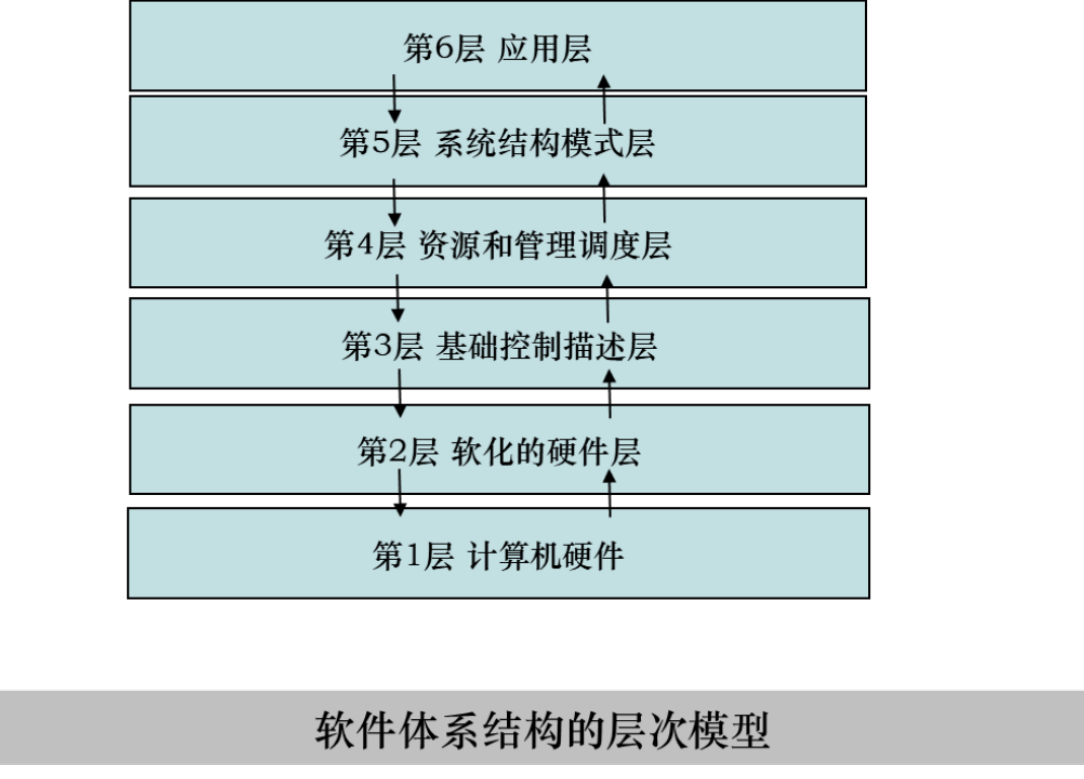 第6层 应用层
第5层 系统结构模式层
第4层 资源和管理调度层
第3层 基础控制描述层
第2层 软化的硬件层
第1层 计算机硬件
软件体系结构的层次模型